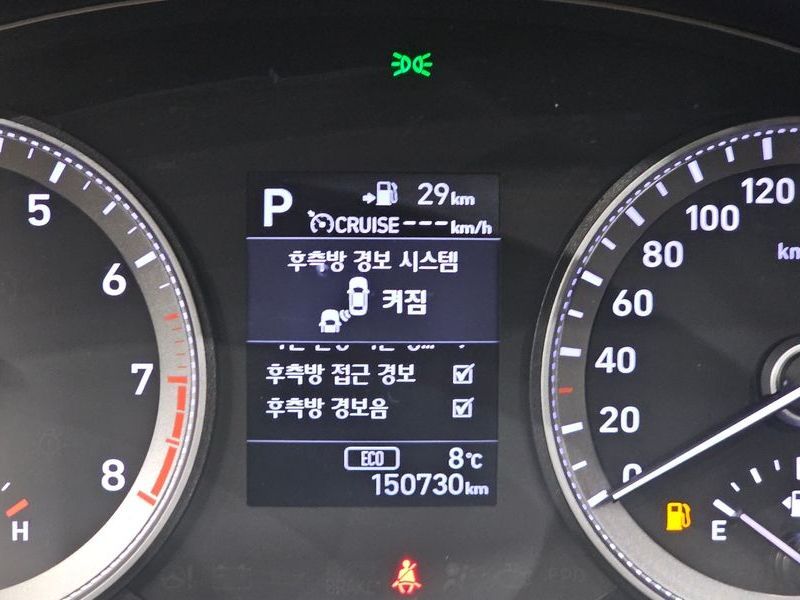 P
29km
CRUISE---km/h
후측방 경보 시스템
켜짐
후측방 접근 경보
후측방 경보음
ECO
8℃
150730km
5
6
7
8
H
120
100
80
60
40
20
0
km
E